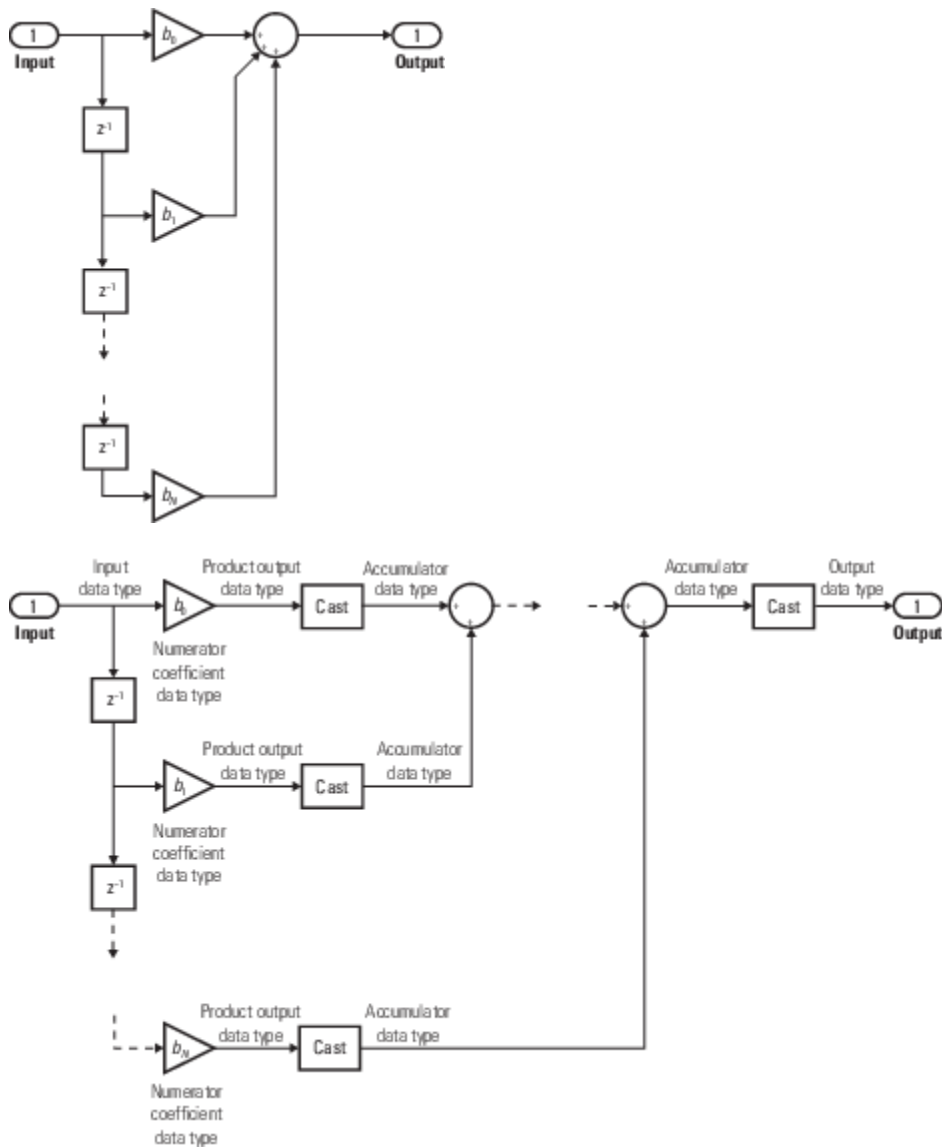 1
b₀
1
Input
Output
z⁻¹
b₁
z⁻¹
z⁻¹
b_N
Input
data type
Product output
data type
Accumulator
data type
Accumulator
data type
Output
data type
1
b₀
Cast
Cast
1
Input
Output
Numerator
coefficient
data type
z⁻¹
Product output
data type
Accumulator
data type
b₁
Cast
Numerator
coefficient
data type
z⁻¹
Product output
data type
Accumulator
data type
b_N
Cast
Numerator
coefficient
data type